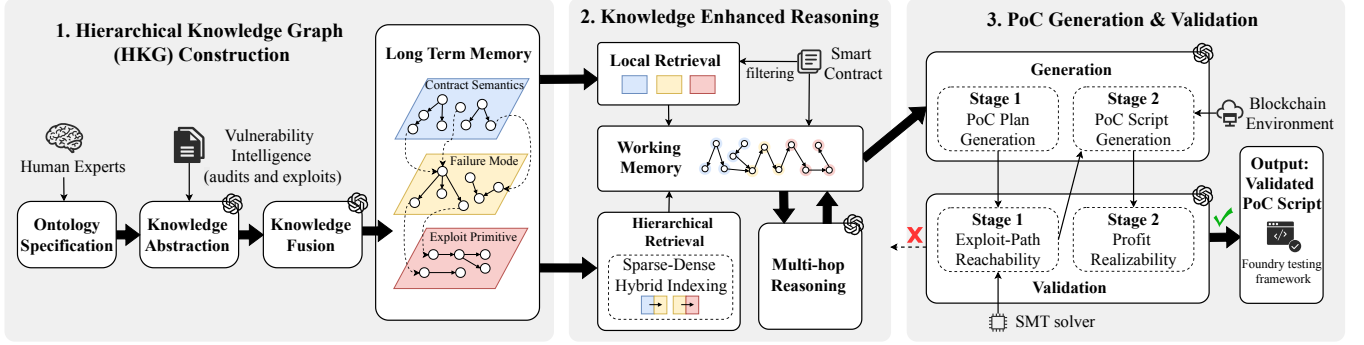 1. Hierarchical Knowledge Graph
(HKG) Construction
Human Experts
Vulnerability
Intelligence
(audits and exploits)
Ontology
Specification
Knowledge
Abstraction
Knowledge
Fusion
Long Term Memory
Contract Semantics
Failure Mode
Exploit Primitive
2. Knowledge Enhanced Reasoning
Local Retrieval
filtering
Smart
Contract
Working
Memory
Hierarchical
Retrieval
Sparse-Dense
Hybrid Indexing
Multi-hop
Reasoning
3. PoC Generation & Validation
Generation
Stage 1
PoC Plan
Generation
Stage 2
PoC Script
Generation
Blockchain
Environment
X
Stage 1
Exploit-Path
Reachability
Stage 2
Profit
Realizability
Validation
SMT solver
Output:
Validated
PoC Script
Foundry testing
framework